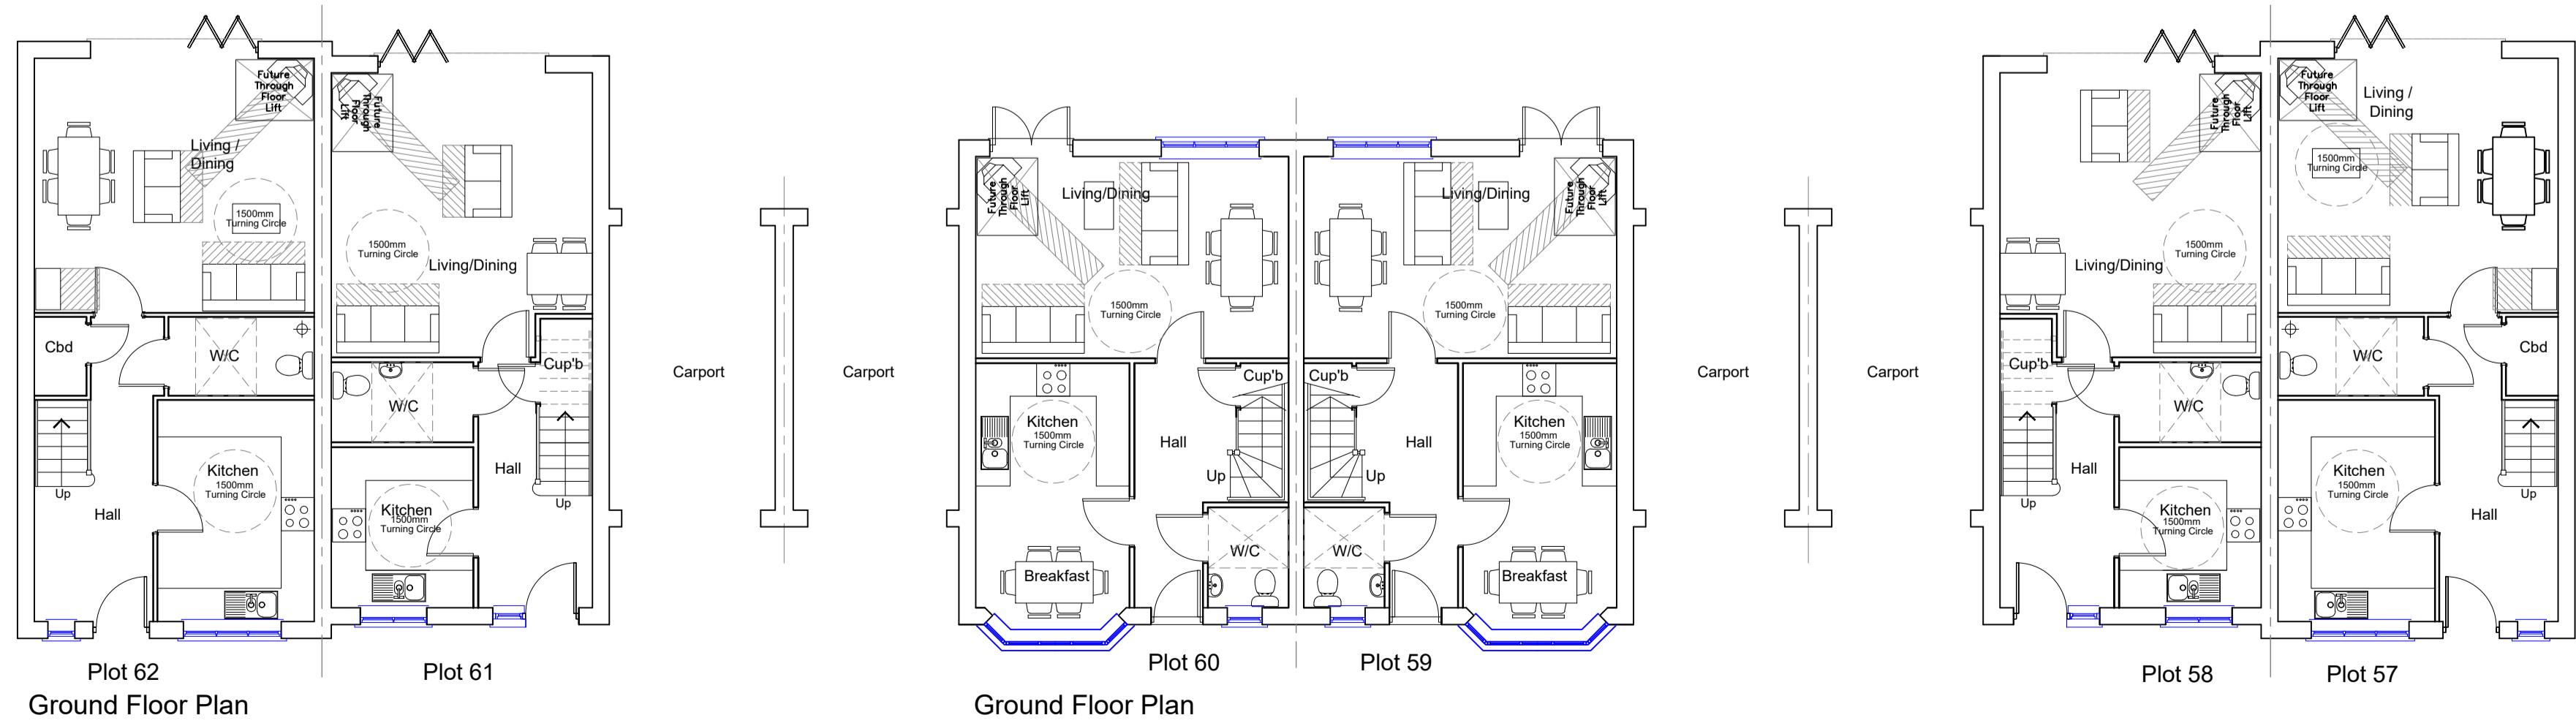 Future
Through
Floor
Lift
Living /
Dining
1500mm
Turning Circle
Cbd
W/C
Up
Hall
Kitchen
1500mm
Turning Circle
Plot 62
Future
Through
Floor
Lift
1500mm
Turning Circle
Living/Dining
Cup'b
W/C
Hall
Up
Kitchen
1500mm
Turning Circle
Plot 61
Ground Floor Plan
Carport
Carport
Future
Through
Floor
Lift
Living/Dining
1500mm
Turning Circle
Cup'b
Kitchen
1500mm
Turning Circle
Hall
Up
W/C
Breakfast
Plot 60
Living/Dining
Future
Through
Floor
Lift
1500mm
Turning Circle
Cup'b
Hall
Kitchen
1500mm
Turning Circle
Up
W/C
Breakfast
Plot 59
Ground Floor Plan
Carport
Carport
Future
Through
Floor
Lift
1500mm
Turning Circle
Living/Dining
Cup'b
W/C
Hall
Up
Kitchen
1500mm
Turning Circle
Plot 58
Future
Through
Floor
Lift
Living /
Dining
1500mm
Turning Circle
W/C
Cbd
Kitchen
1500mm
Turning Circle
Up
Hall
Plot 57